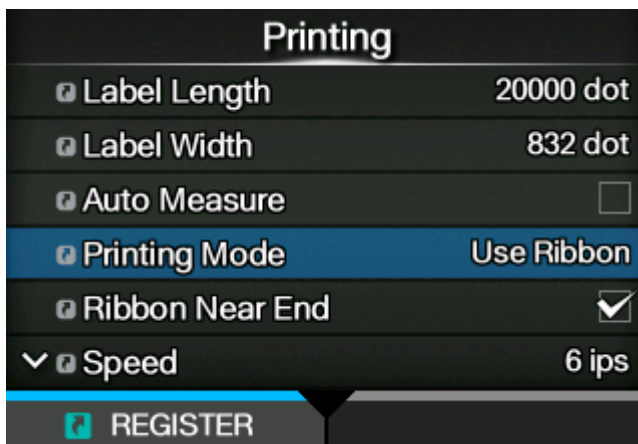 Printing
Label Length 20000 dot
Label Width 832 dot
Auto Measure
Printing Mode Use Ribbon
Ribbon Near End
Speed 6 ips
REGISTER